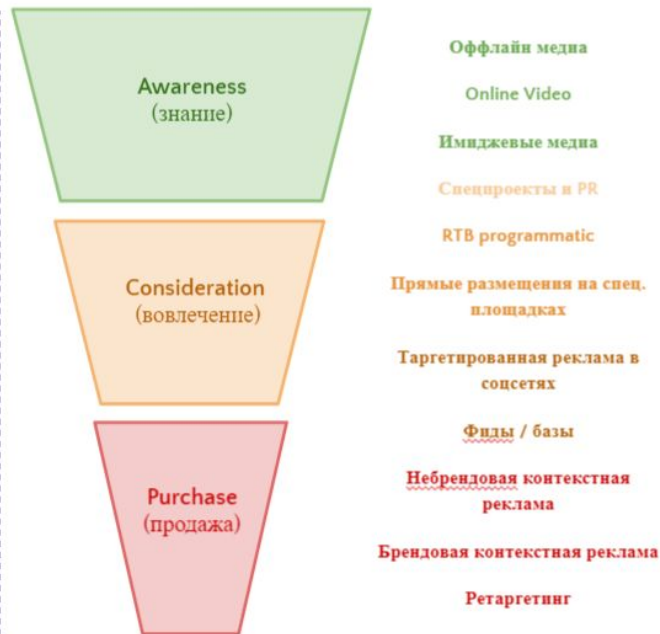 Awareness
(знание)
Consideration
(вовлечение)
Purchase
(продажа)
Оффлайн медиа
Online Video
Имиджевые медиа
Спецпроекты и PR
RTB programmatic
Прямые размещения на спец.
площадках
Таргетированная реклама в
соцсетях
Фиды / базы
Небрендовая контекстная
реклама
Брендовая контекстная реклама
Ретаргетинг